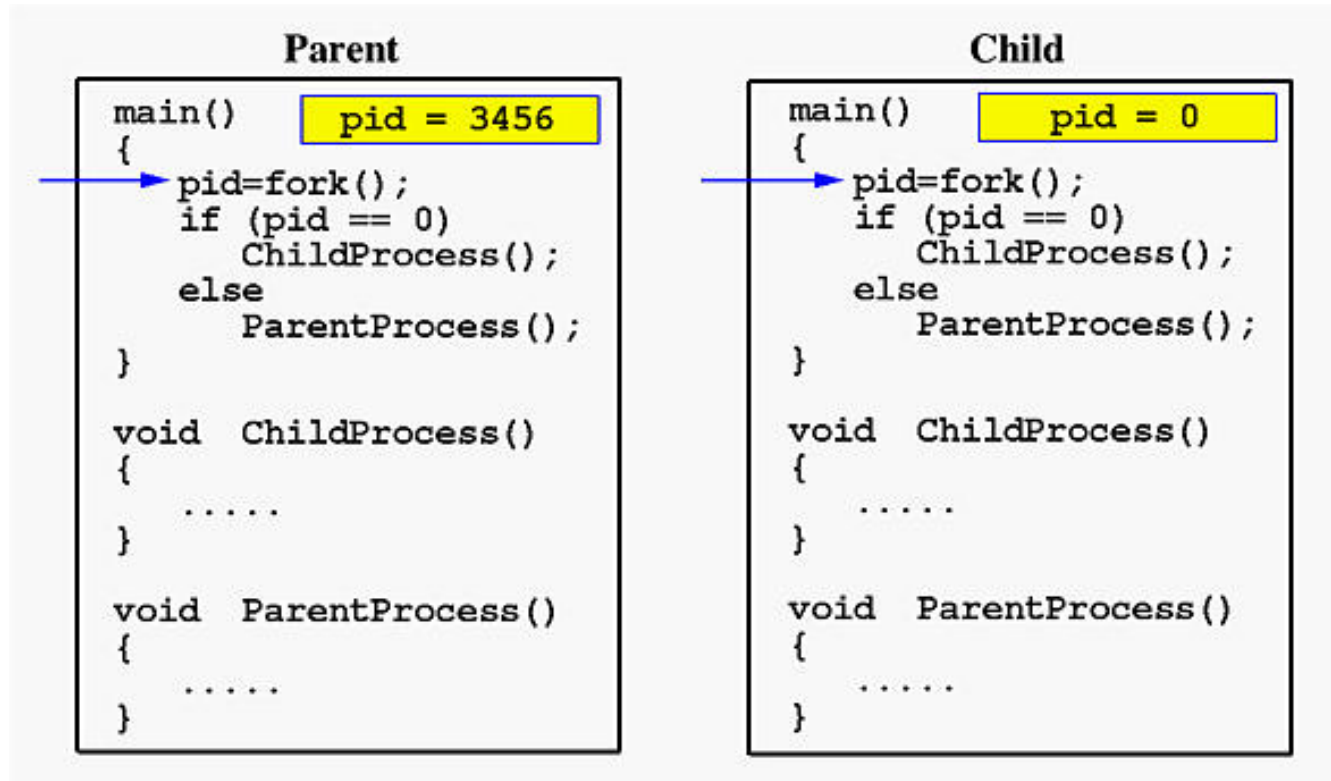 Parent
main()
pid = 3456
{
pid=fork();
if (pid == 0)
ChildProcess();
else
ParentProcess();
}
void ChildProcess()
{
.....
}
void ParentProcess()
{
.....
}
Child
main()
pid = 0
{
pid=fork();
if (pid == 0)
ChildProcess();
else
ParentProcess();
}
void ChildProcess()
{
.....
}
void ParentProcess()
{
.....
}